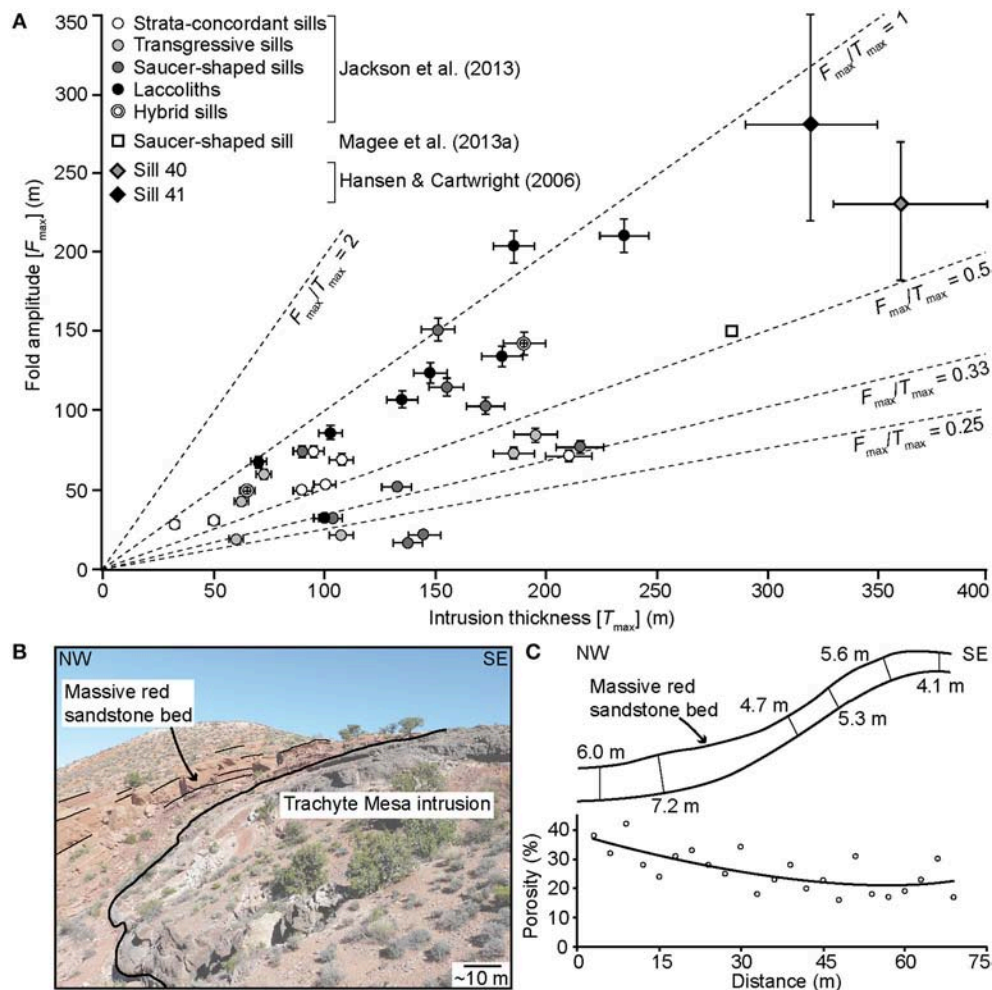 A
Fold amplitude [Fmax] (m)
350
300
250
200
150
100
50
0
Strata-concordant sills
Transgressive sills
Saucer-shaped sills
Laccoliths
Hybrid sills
Jackson et al. (2013)
Saucer-shaped sill
Magee et al. (2013a)
Sill 40
Sill 41
Hansen & Cartwright (2006)
Fmax/Tmax = 2
Fmax/Tmax = 1
Fmax/Tmax = 0.5
Fmax/Tmax = 0.33
Fmax/Tmax = 0.25
0 50 100 150 200 250 300 350 400
Intrusion thickness [Tmax] (m)
B
NW SE
Massive red
sandstone bed
Trachyte Mesa intrusion
~10 m
C
NW SE
Massive red
sandstone bed
6.0 m
7.2 m
4.7 m
5.3 m
5.6 m
4.1 m
Porosity (%)
40
30
20
10
0 15 30 45 60 75
Distance (m)